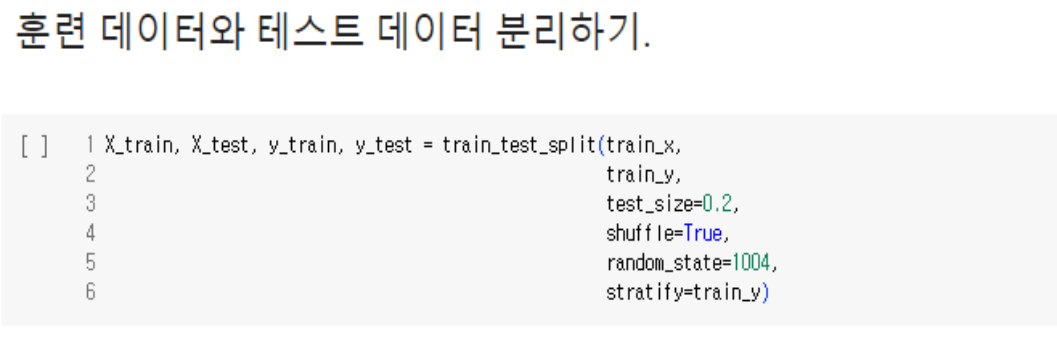 훈련 데이터와 테스트 데이터 분리하기.
[ ] 1 X_train, X_test, y_train, y_test = train_test_split(train_x,
2 train_y,
3 test_size=0.2,
4 shuffle=True,
5 random_state=1004,
6 stratify=train_y)